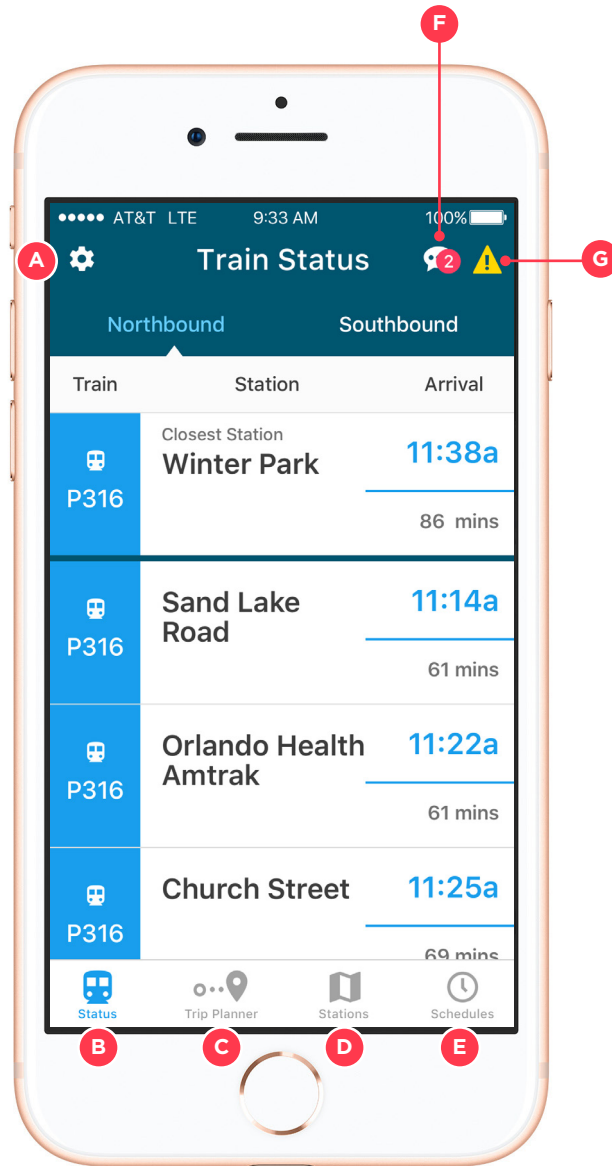 F
●●●●● AT&T LTE 9:33 AM 100%
A
Train Status
2
G
Northbound Southbound
Train Station Arrival
Closest Station
Winter Park
11:38a
P316
86 mins
Sand Lake
Road
11:14a
P316
61 mins
Orlando Health
Amtrak
11:22a
P316
61 mins
Church Street
11:25a
P316
69 mins
Status Trip Planner Stations Schedules
B C D E